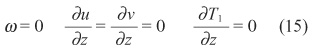 ω = 0 ∂u/∂z = ∂v/∂z = 0 ∂T₁/∂z = 0 (15)